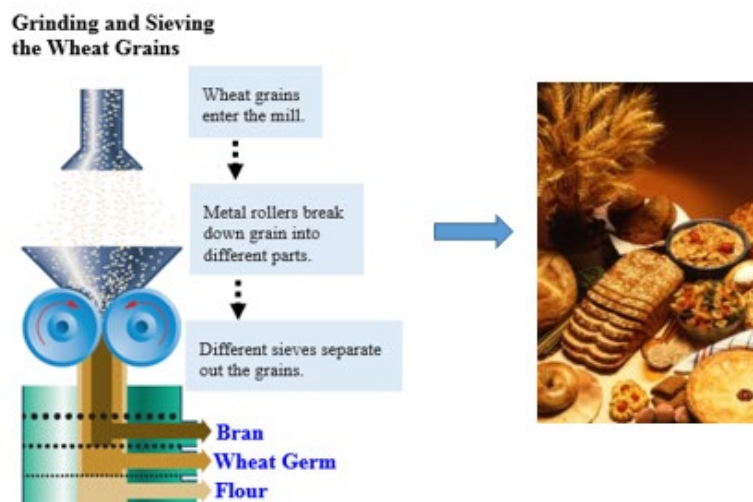 Grinding and Sieving
the Wheat Grains
Wheat grains
enter the mill.
Metal rollers break
down grain into
different parts.
Different sieves separate
out the grains.
Bran
Wheat Germ
Flour